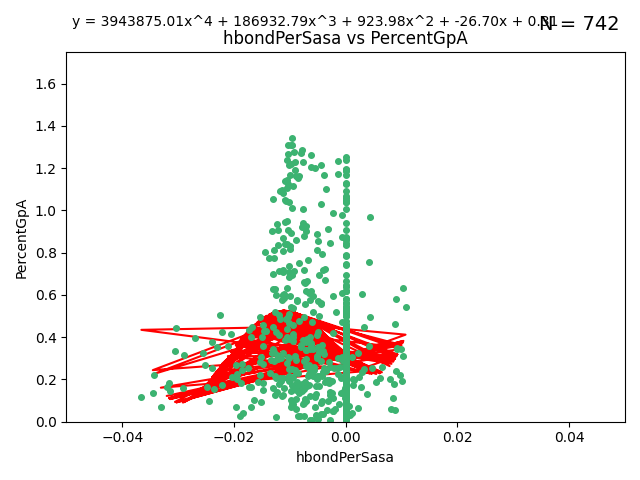 y = 3943875.01x^4 + 186932.79x^3 + 923.98x^2 + -26.70x + 0.
N = 742
hbondPerSasa vs PercentGpA
1.6
1.4
1.2
1.0
0.8
0.6
0.4
0.2
0.0
PercentGpA
−0.04 −0.02 0.00 0.02 0.04
hbondPerSasa